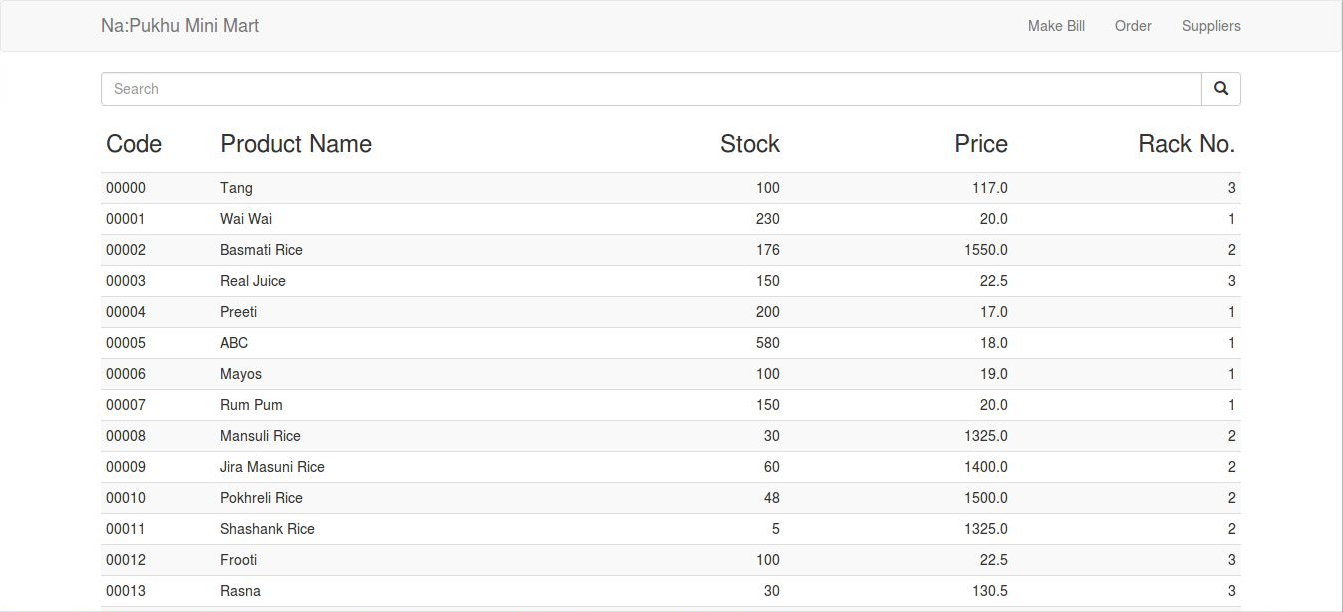 Na:Pukhu Mini Mart Make Bill Order Suppliers
Search
Code Product Name Stock Price Rack No.
00000 Tang 100 117.0 3
00001 Wai Wai 230 20.0 1
00002 Basmati Rice 176 1550.0 2
00003 Real Juice 150 22.5 3
00004 Preeti 200 17.0 1
00005 ABC 580 18.0 1
00006 Mayos 100 19.0 1
00007 Rum Pum 150 20.0 1
00008 Mansuli Rice 30 1325.0 2
00009 Jira Masuni Rice 60 1400.0 2
00010 Pokhreli Rice 48 1500.0 2
00011 Shashank Rice 5 1325.0 2
00012 Frooti 100 22.5 3
00013 Rasna 30 130.5 3